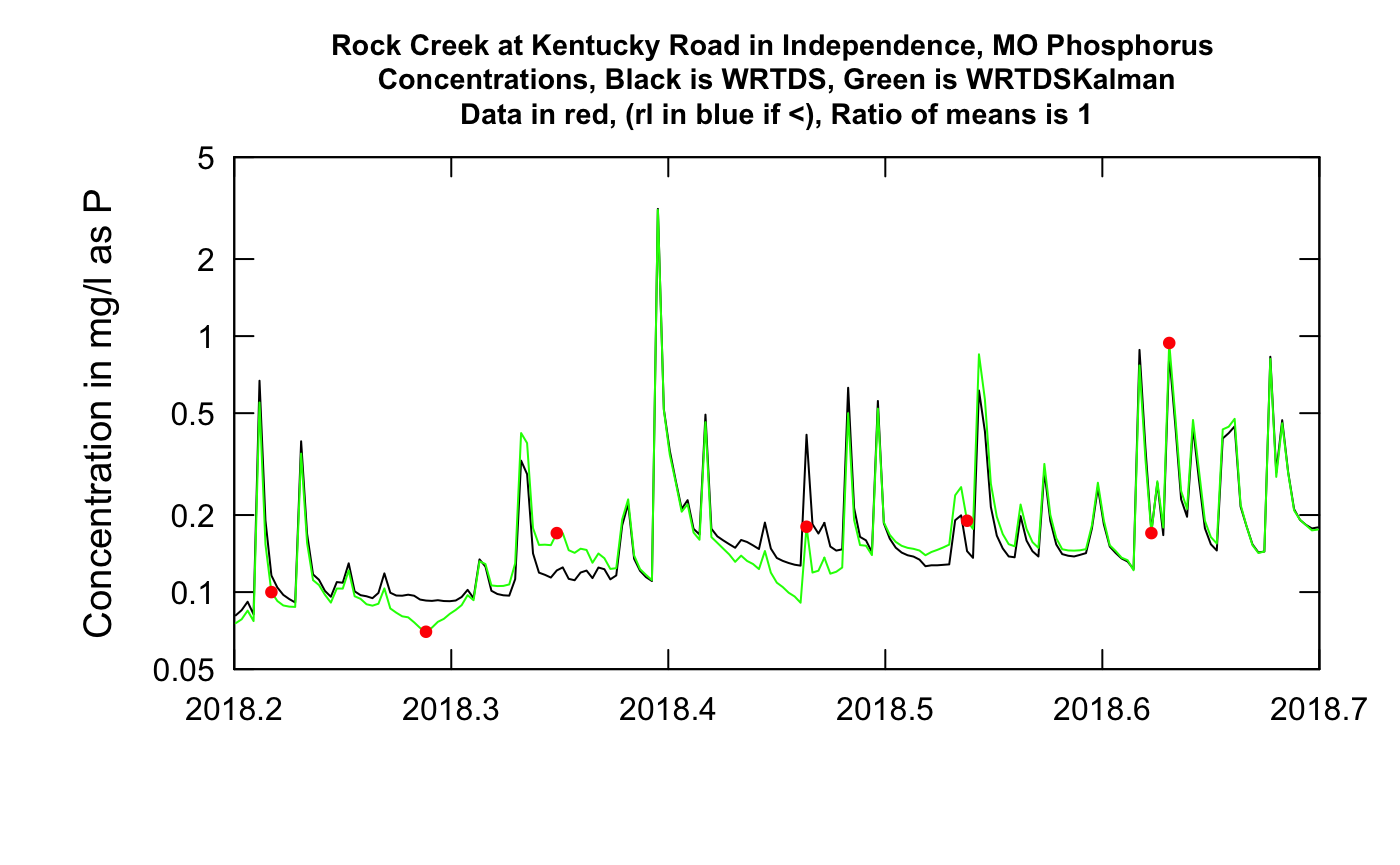 Rock Creek at Kentucky Road in Independence, MO Phosphorus
Concentrations, Black is WRTDS, Green is WRTDSKalman
Data in red, (rl in blue if <), Ratio of means is 1
Concentration in mg/l as P
5
2
1
0.5
0.2
0.1
0.05
2018.2 2018.3 2018.4 2018.5 2018.6 2018.7